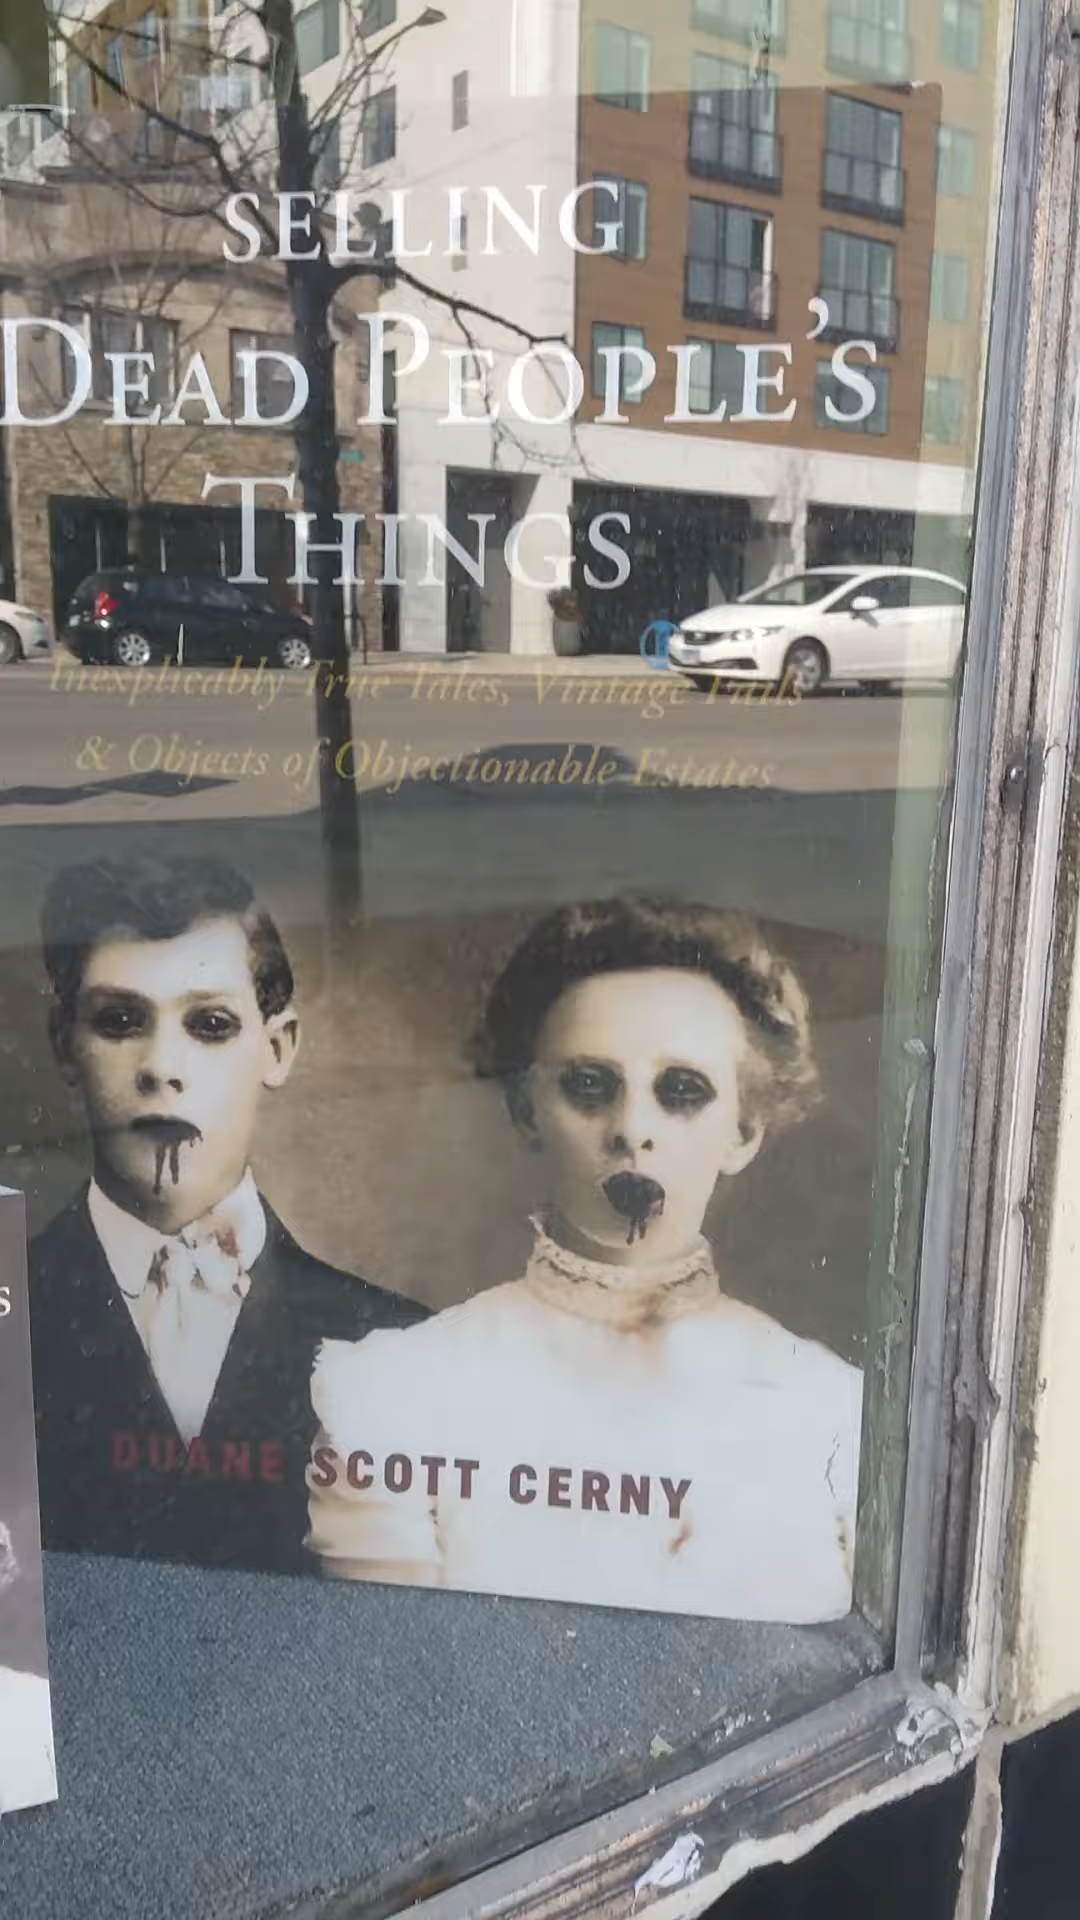 SELLING
DEAD PEOPLE'S
THINGS
Inexplicably True Tales, Vintage Fails
& Objects of Objectionable Estates
S
DUANE SCOTT CERNY